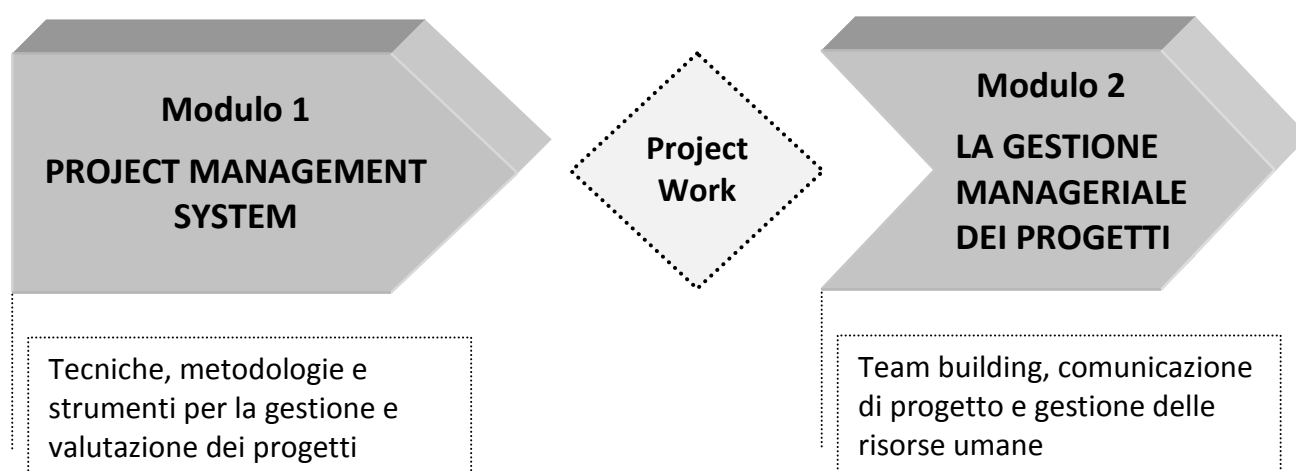 Modulo 1
PROJECT MANAGEMENT
SYSTEM
Tecniche, metodologie e
strumenti per la gestione e
valutazione dei progetti
Project
Work
Modulo 2
LA GESTIONE
MANAGERIALE
DEI PROGETTI
Team building, comunicazione
di progetto e gestione delle
risorse umane